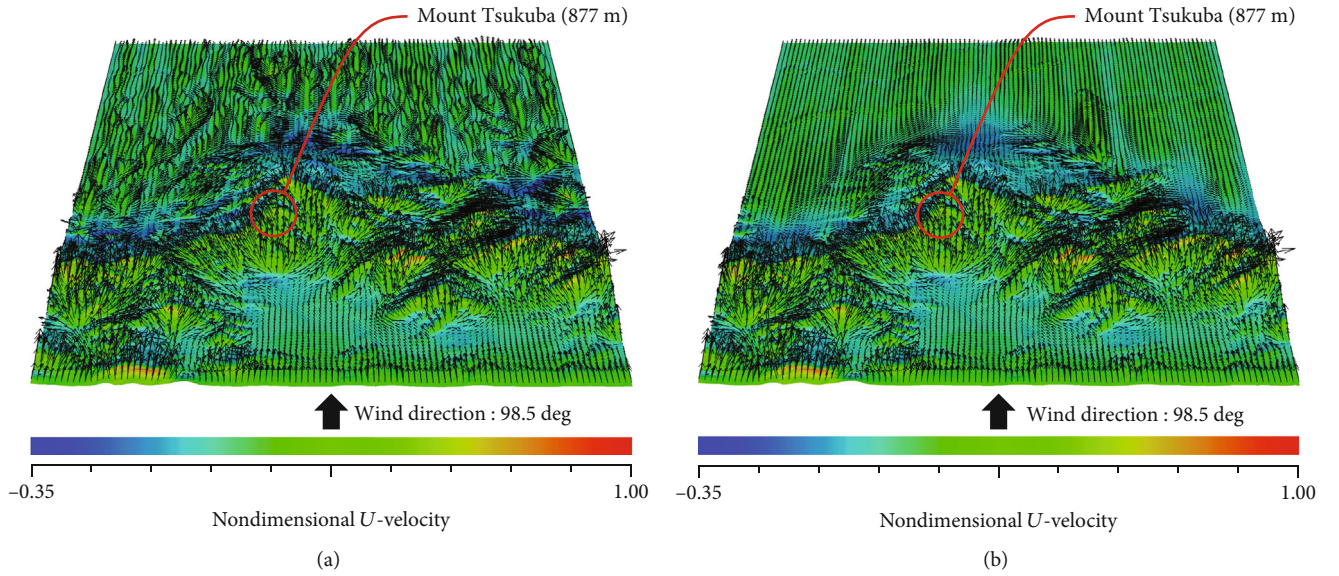 Mount Tsukuba (877 m)
Wind direction : 98.5 deg
–0.35
1.00
Nondimensional U-velocity
(a)
Mount Tsukuba (877 m)
Wind direction : 98.5 deg
–0.35
1.00
Nondimensional U-velocity
(b)